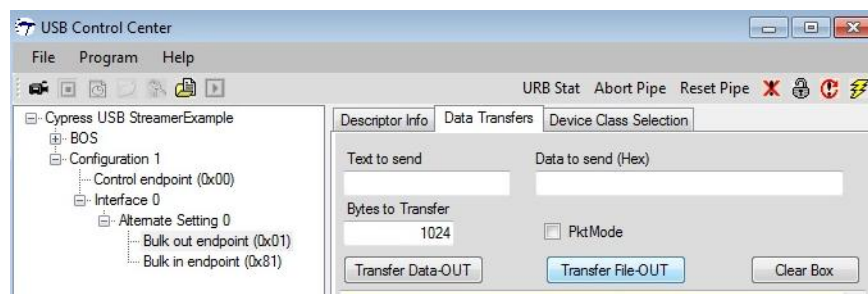 USB Control Center
File Program Help
URB Stat Abort Pipe Reset Pipe
Cypress USB StreamerExample
BOS
Configuration 1
Control endpoint (0x00)
Interface 0
Alternate Setting 0
Bulk out endpoint (0x01)
Bulk in endpoint (0x81)
Descriptor Info Data Transfers Device Class Selection
Text to send Data to send (Hex)
Bytes to Transfer
1024 PktMode
Transfer Data-OUT Transfer File-OUT Clear Box